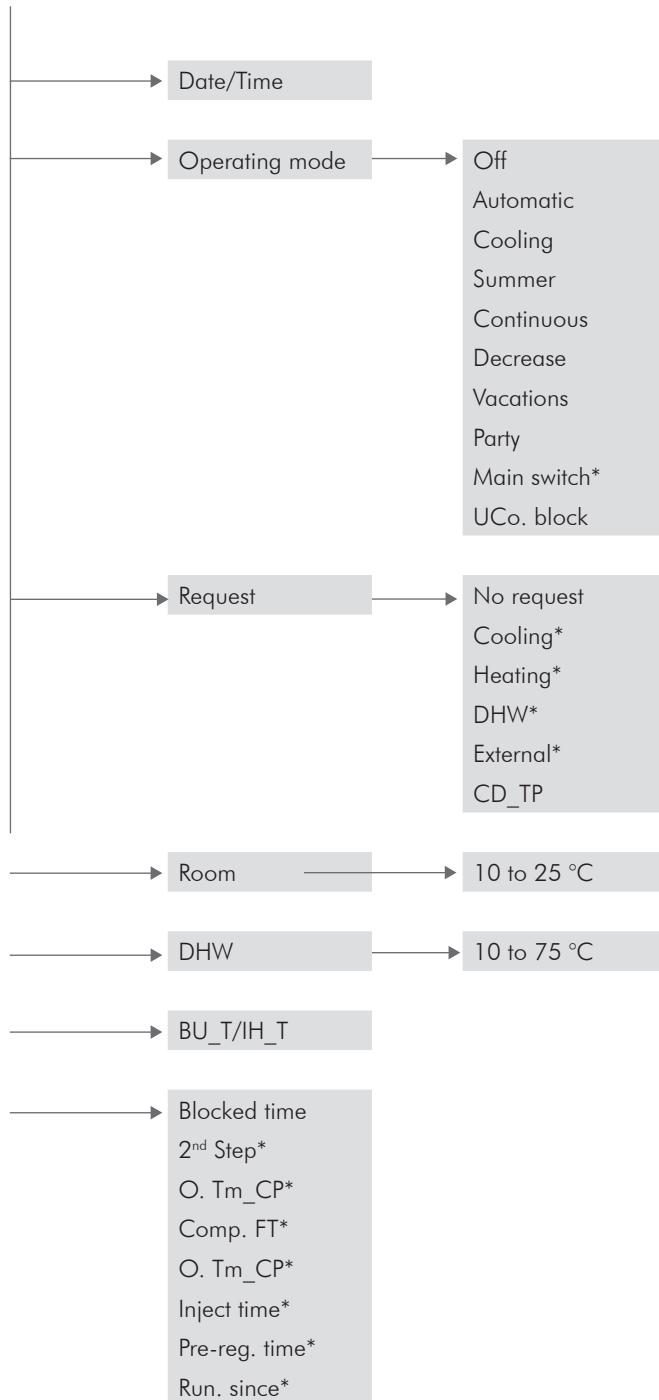 Date/Time
Operating mode
Off
Automatic
Cooling
Summer
Continuous
Decrease
Vacations
Party
Main switch*
UCo. block
Request
No request
Cooling*
Heating*
DHW*
External*
CD_TP
Room
10 to 25 °C
DHW
10 to 75 °C
BU_T/IH_T
Blocked time
2nd Step*
O. Tm_CP*
Comp. FT*
O. Tm_CP*
Inject time*
Pre-reg. time*
Run. since*